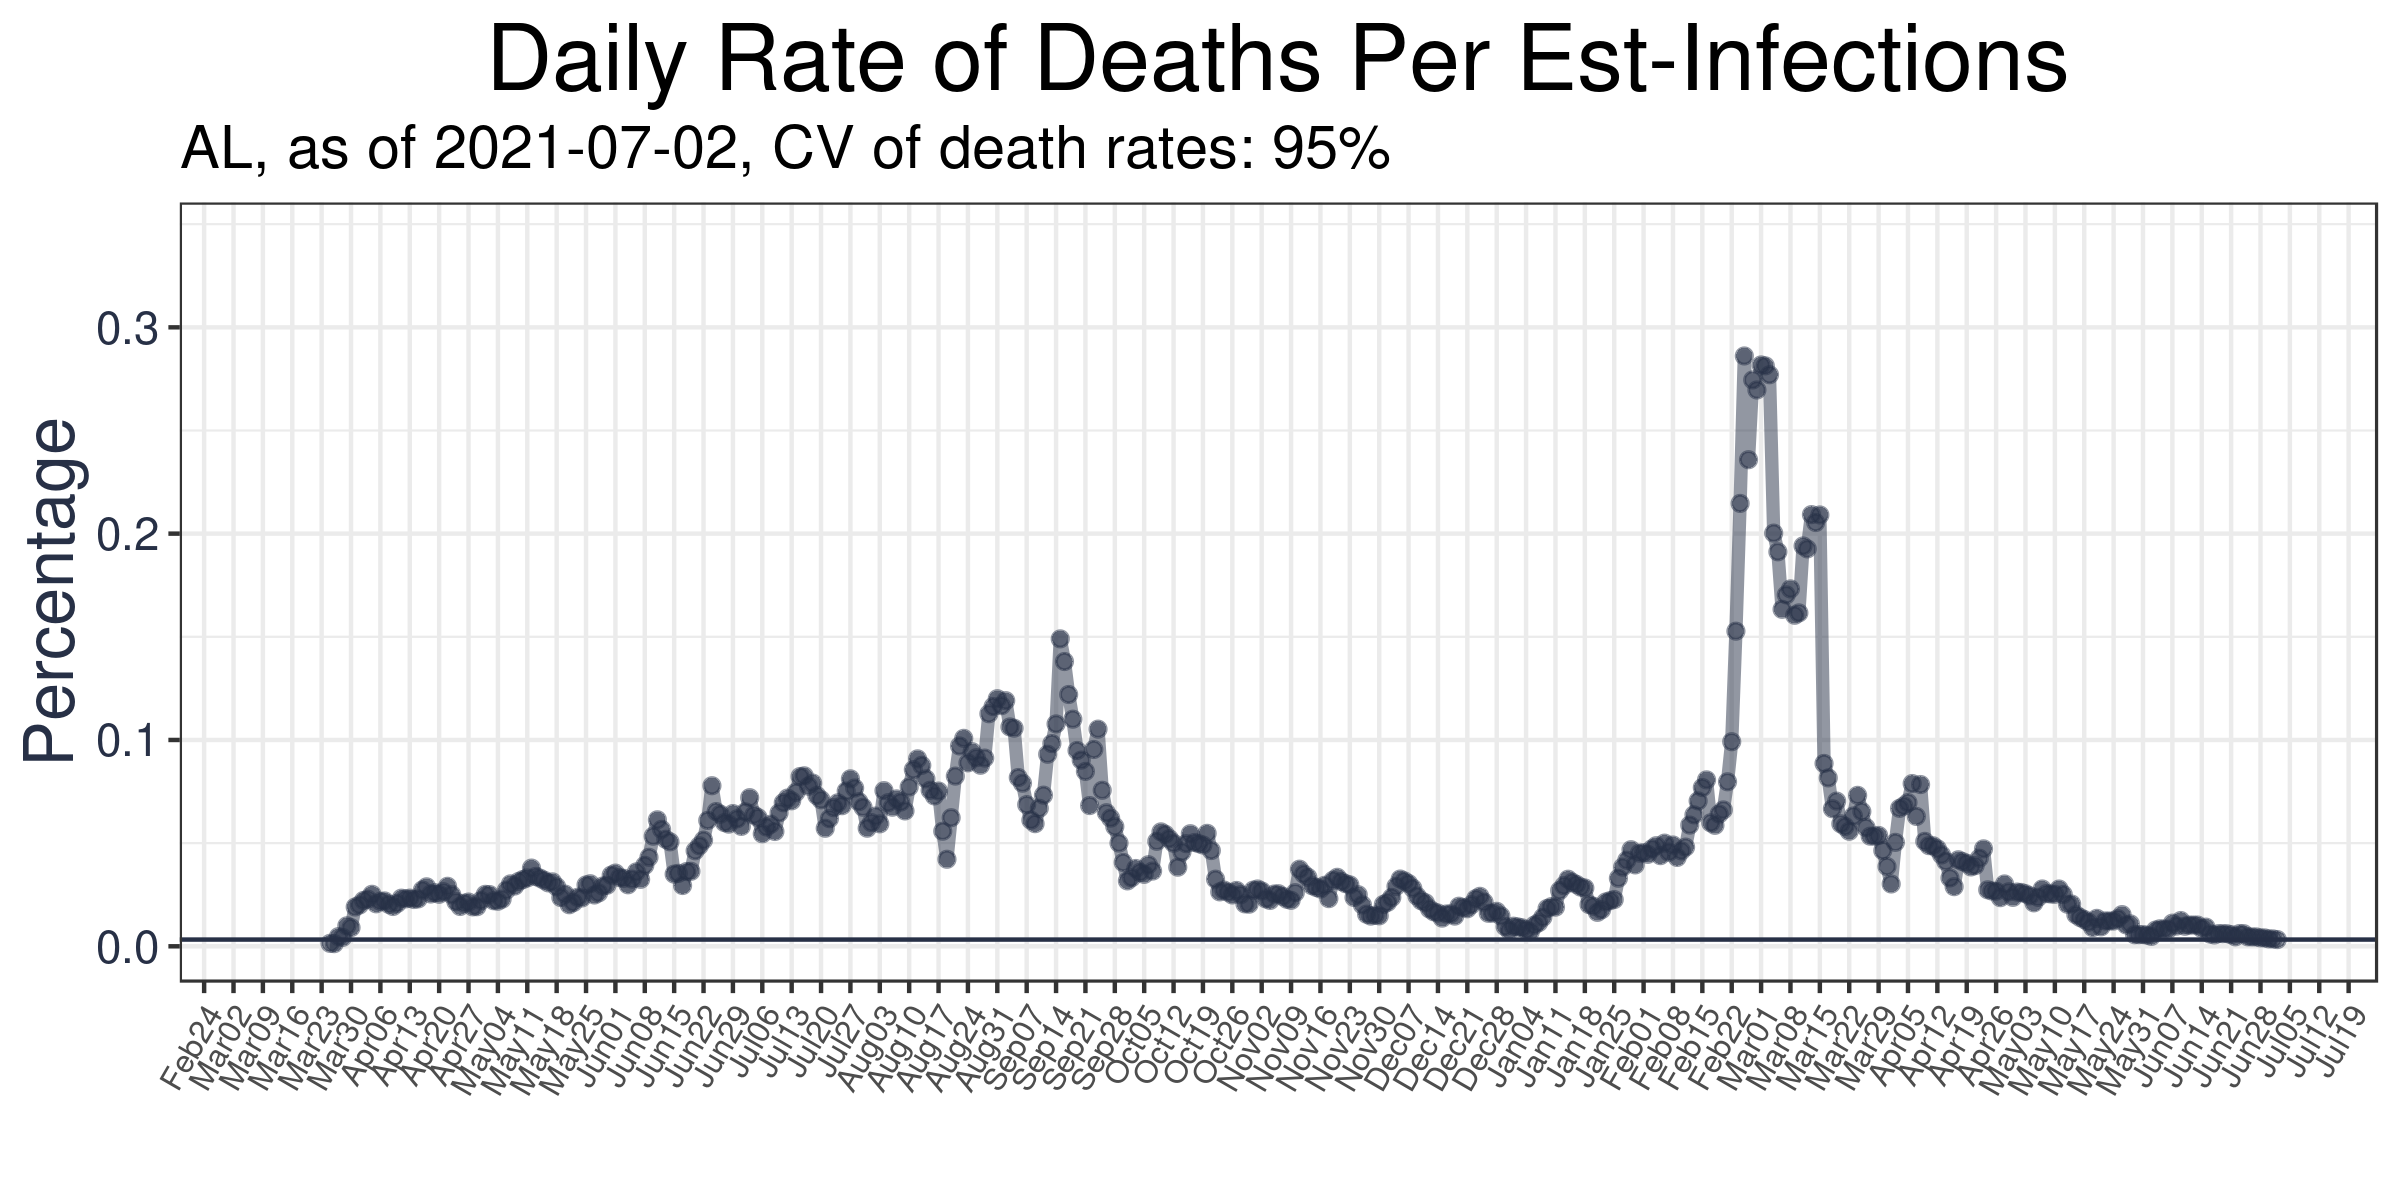 Daily Rate of Deaths Per Est-Infections
AL, as of 2021-07-02, CV of death rates: 95%
Percentage
0.3
0.2
0.1
0.0
Feb24
Mar02
Mar09
Mar16
Mar23
Mar30
Apr06
Apr13
Apr20
Apr27
May04
May11
May18
May25
Jun01
Jun08
Jun15
Jun22
Jun29
Jul06
Jul13
Jul20
Jul27
Aug03
Aug10
Aug17
Aug24
Aug31
Sep07
Sep14
Sep21
Sep28
Oct05
Oct12
Oct19
Oct26
Nov02
Nov09
Nov16
Nov23
Nov30
Dec07
Dec14
Dec21
Dec28
Jan04
Jan11
Jan18
Jan25
Feb01
Feb08
Feb15
Feb22
Mar01
Mar08
Mar15
Mar22
Mar29
Apr05
Apr12
Apr19
Apr26
May03
May10
May17
May24
May31
Jun07
Jun14
Jun21
Jun28
Jul05
Jul12
Jul19